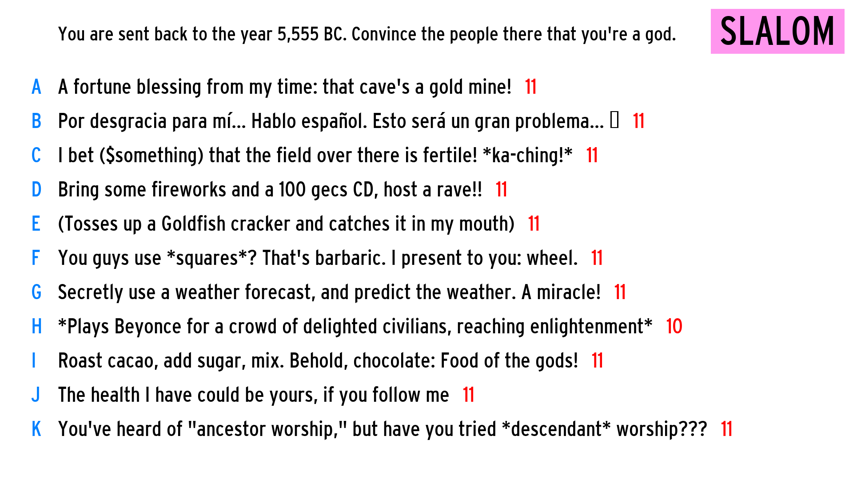 You are sent back to the year 5,555 BC. Convince the people there that you're a god.
SLALOM
A A fortune blessing from my time: that cave's a gold mine! 11
B Por desgracia para mí... Hablo español. Esto será un gran problema... 11
C I bet ($something) that the field over there is fertile! *ka-ching!* 11
D Bring some fireworks and a 100 gecs CD, host a rave!! 11
E (Tosses up a Goldfish cracker and catches it in my mouth) 11
F You guys use *squares*? That's barbaric. I present to you: wheel. 11
G Secretly use a weather forecast, and predict the weather. A miracle! 11
H *Plays Beyonce for a crowd of delighted civilians, reaching enlightenment* 10
I Roast cacao, add sugar, mix. Behold, chocolate: Food of the gods! 11
J The health I have could be yours, if you follow me 11
K You've heard of "ancestor worship," but have you tried *descendant* worship??? 11